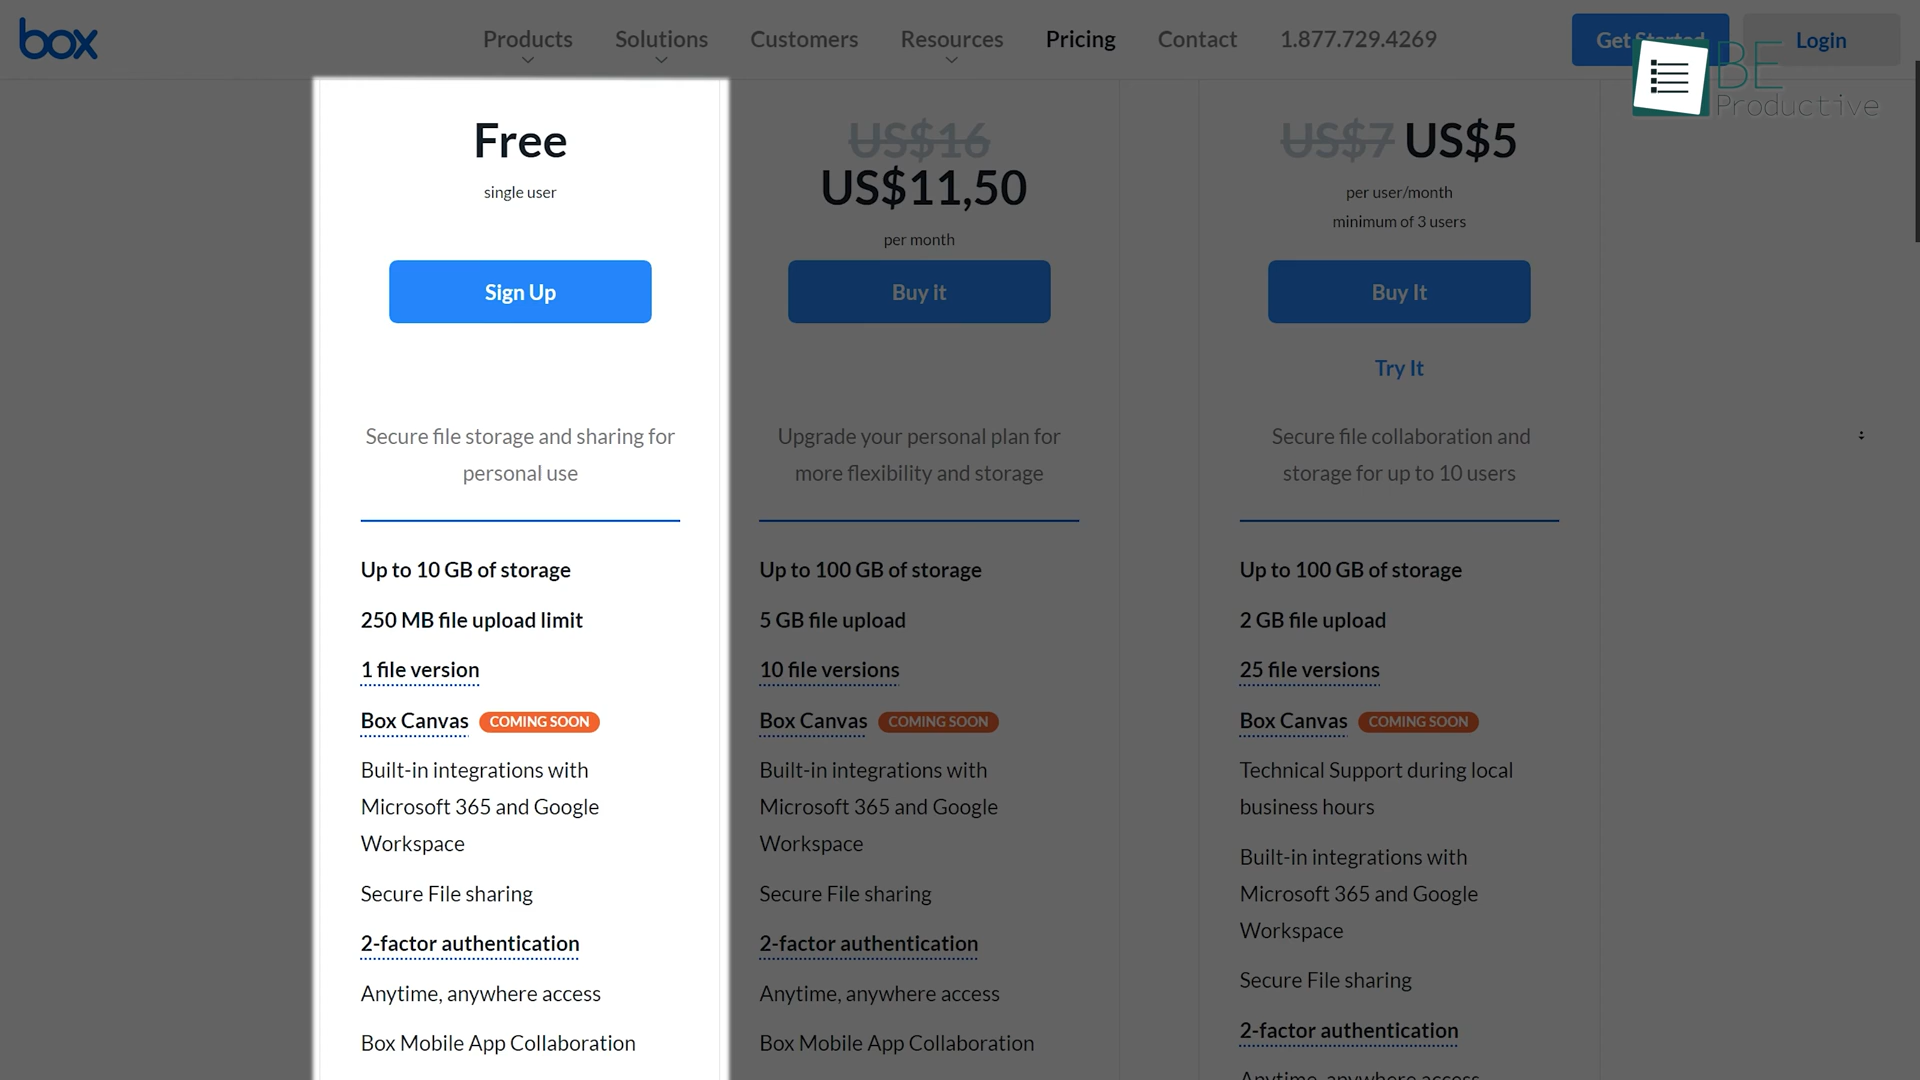 box
Products
Solutions
Customers
Resources
Pricing
Contact
1.877.729.4269
Get Started
Login
BE
Productive
Free
single user
Sign Up
Secure file storage and sharing for
personal use
Up to 10 GB of storage
250 MB file upload limit
1 file version
Box Canvas COMING SOON
Built-in integrations with
Microsoft 365 and Google
Workspace
Secure File sharing
2-factor authentication
Anytime, anywhere access
Box Mobile App Collaboration
US$16
US$11,50
per month
Buy it
Upgrade your personal plan for
more flexibility and storage
Up to 100 GB of storage
5 GB file upload
10 file versions
Box Canvas COMING SOON
Built-in integrations with
Microsoft 365 and Google
Workspace
Secure File sharing
2-factor authentication
Anytime, anywhere access
Box Mobile App Collaboration
US$7 US$5
per user/month
minimum of 3 users
Buy It
Try It
Secure file collaboration and
storage for up to 10 users
Up to 100 GB of storage
2 GB file upload
25 file versions
Box Canvas COMING SOON
Technical Support during local
business hours
Built-in integrations with
Microsoft 365 and Google
Workspace
Secure File sharing
2-factor authentication
Anytime, anywhere access